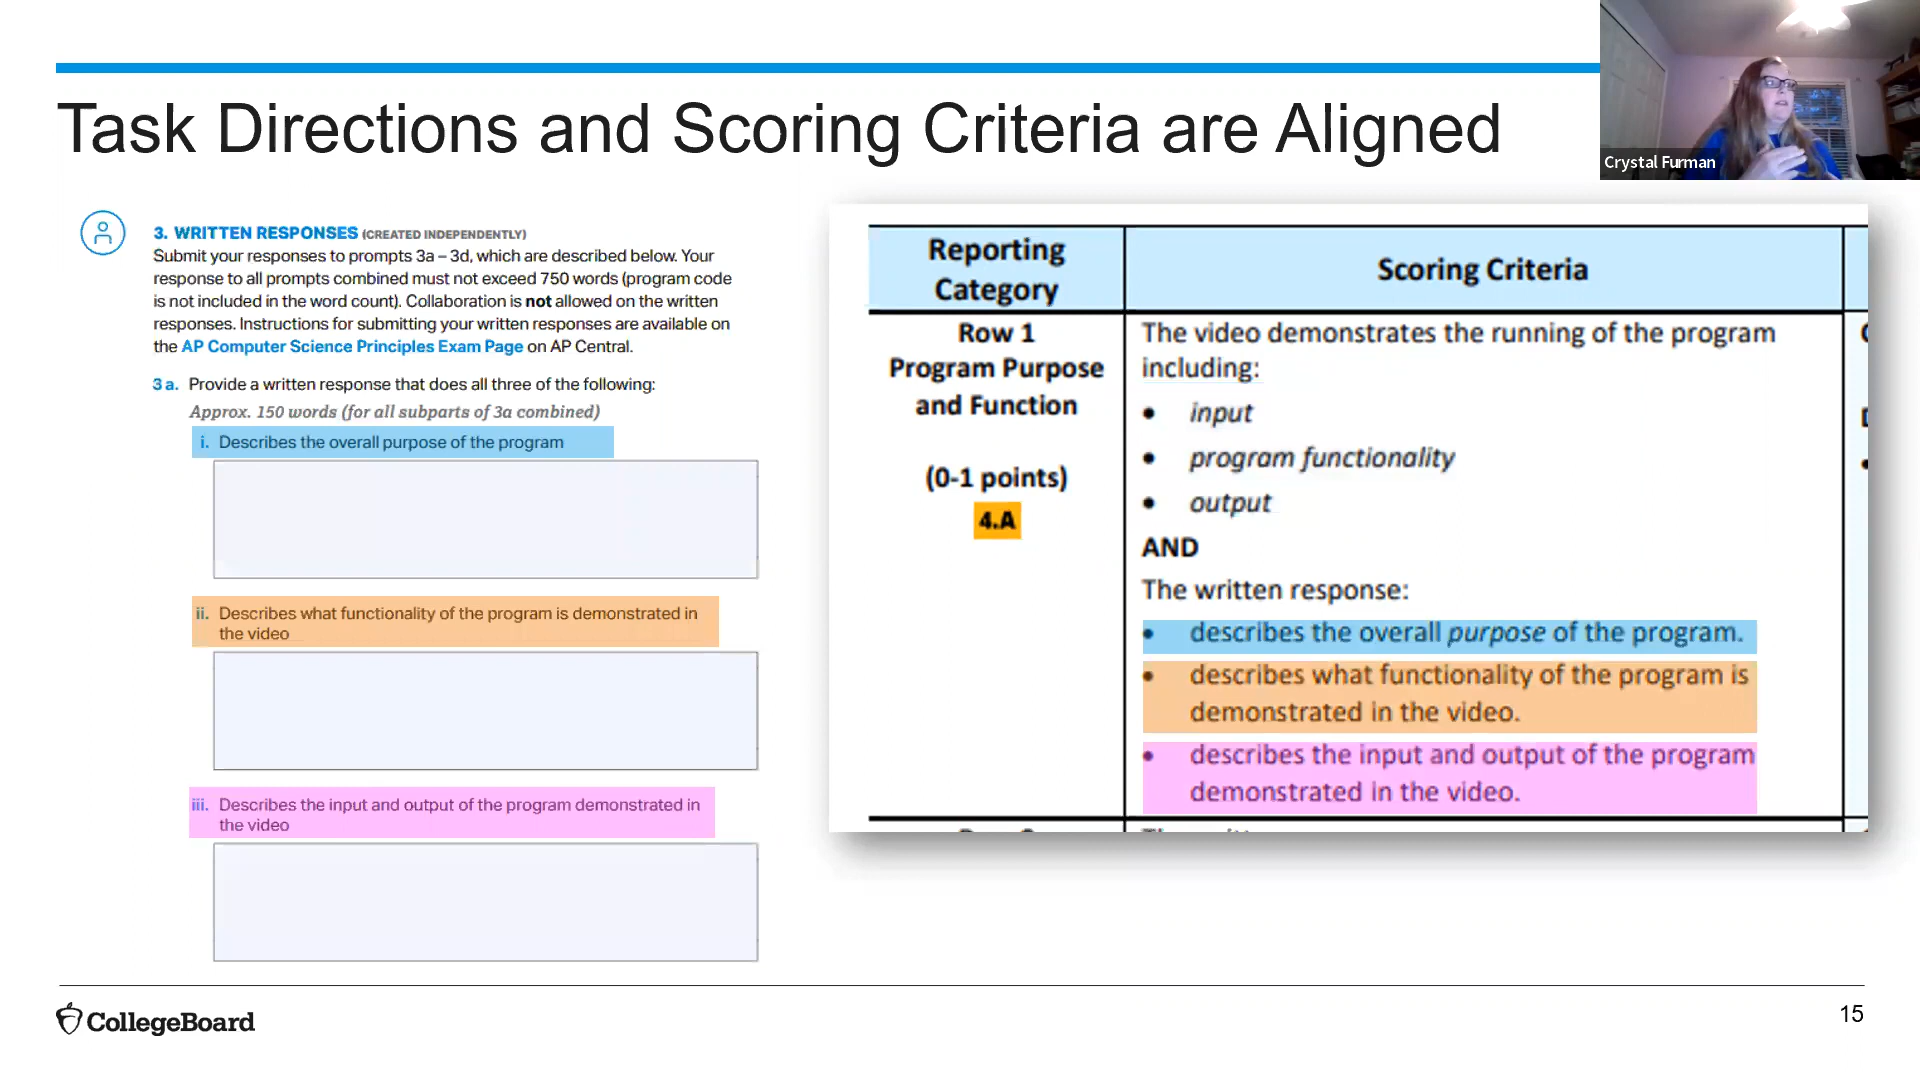 Task Directions and Scoring Criteria are Aligned
Crystal Furman
3. WRITTEN RESPONSES (CREATED INDEPENDENTLY)
Submit your responses to prompts 3a – 3d, which are described below. Your
response to all prompts combined must not exceed 750 words (program code
is not included in the word count). Collaboration is not allowed on the written
responses. Instructions for submitting your written responses are available on
the AP Computer Science Principles Exam Page on AP Central.
3 a. Provide a written response that does all three of the following:
Approx. 150 words (for all subparts of 3a combined)
i. Describes the overall purpose of the program
ii. Describes what functionality of the program is demonstrated in
the video
iii. Describes the input and output of the program demonstrated in
the video
Reporting
Category
Scoring Criteria
Row 1
Program Purpose
and Function
(0-1 points)
4.A
The video demonstrates the running of the program
including:
• input
• program functionality
• output
AND
The written response:
• describes the overall purpose of the program.
• describes what functionality of the program is
demonstrated in the video.
• describes the input and output of the program
demonstrated in the video.
CollegeBoard
15